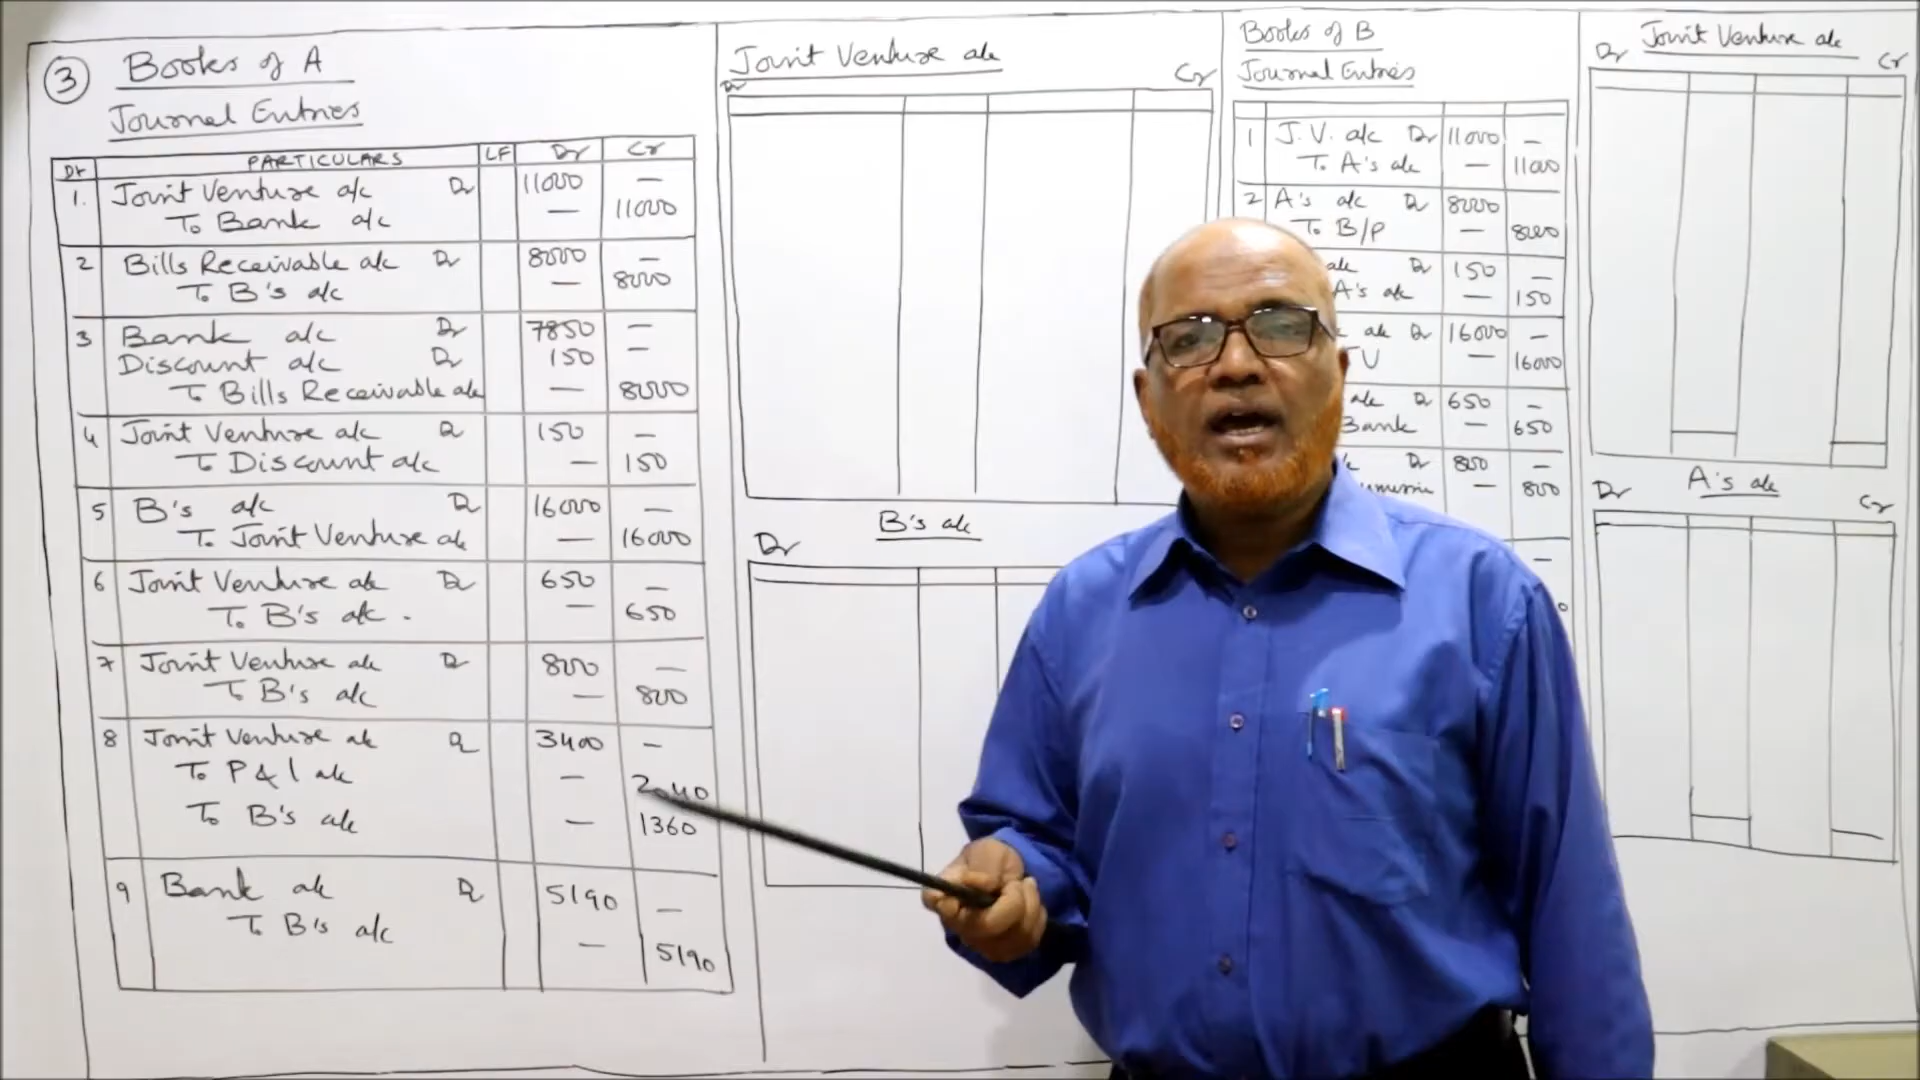 3
Books of A
Journal Entries
Dt PARTICULARS LF Dr Cr
1. Joint Venture a/c Dr 11000 —
To Bank a/c — 11000
2 Bills Receivable a/c Dr 8000 —
To B's a/c — 8000
3 Bank a/c Dr 7850 —
Discount a/c Dr 150 —
To Bills Receivable a/c — 8000
4 Joint Venture a/c Dr 150 —
To Discount a/c — 150
5 B's a/c Dr 16000 —
To Joint Venture a/c — 16000
6 Joint Venture a/c Dr 650 —
To B's a/c . — 650
7 Joint Venture a/c Dr 800 —
To B's a/c — 800
8 Joint Venture a/c Dr 3400 —
To P & L a/c — 2040
To B's a/c — 1360
9 Bank a/c Dr 5190 —
To B's a/c — 5190
Joint Venture a/c
Dr Cr
B's a/c
Dr
Books of B
Journal Entries
1 J.V. a/c Dr 11000 —
To A's a/c — 11000
2 A's a/c Dr 8000 —
To B/P — 8000
a/c Dr 150 —
A's a/c — 150
a/c Dr 16000 —
— 16000
a/c Dr 650 —
Bank — 650
Dr 800 —
— 800
—
Joint Venture a/c
Dr Cr
A's a/c
Dr Cr